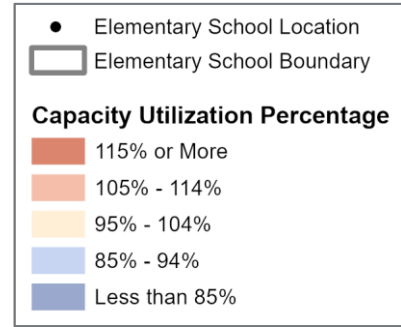 Elementary School Location
Elementary School Boundary
Capacity Utilization Percentage
115% or More
105% - 114%
95% - 104%
85% - 94%
Less than 85%